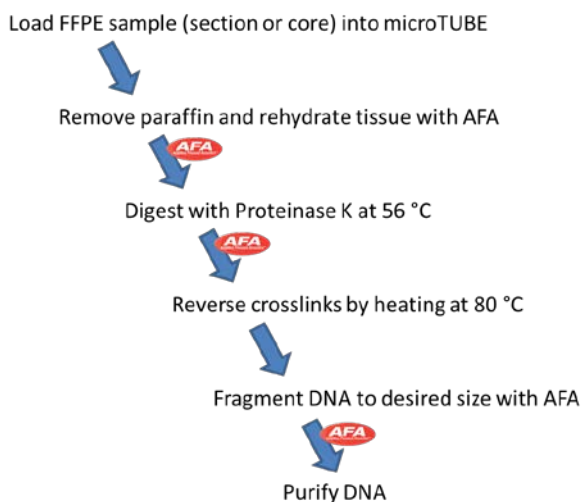 Load FFPE sample (section or core) into microTUBE
Remove paraffin and rehydrate tissue with AFA
AFA
Digest with Proteinase K at 56 °C
AFA
Reverse crosslinks by heating at 80 °C
Fragment DNA to desired size with AFA
AFA
Purify DNA